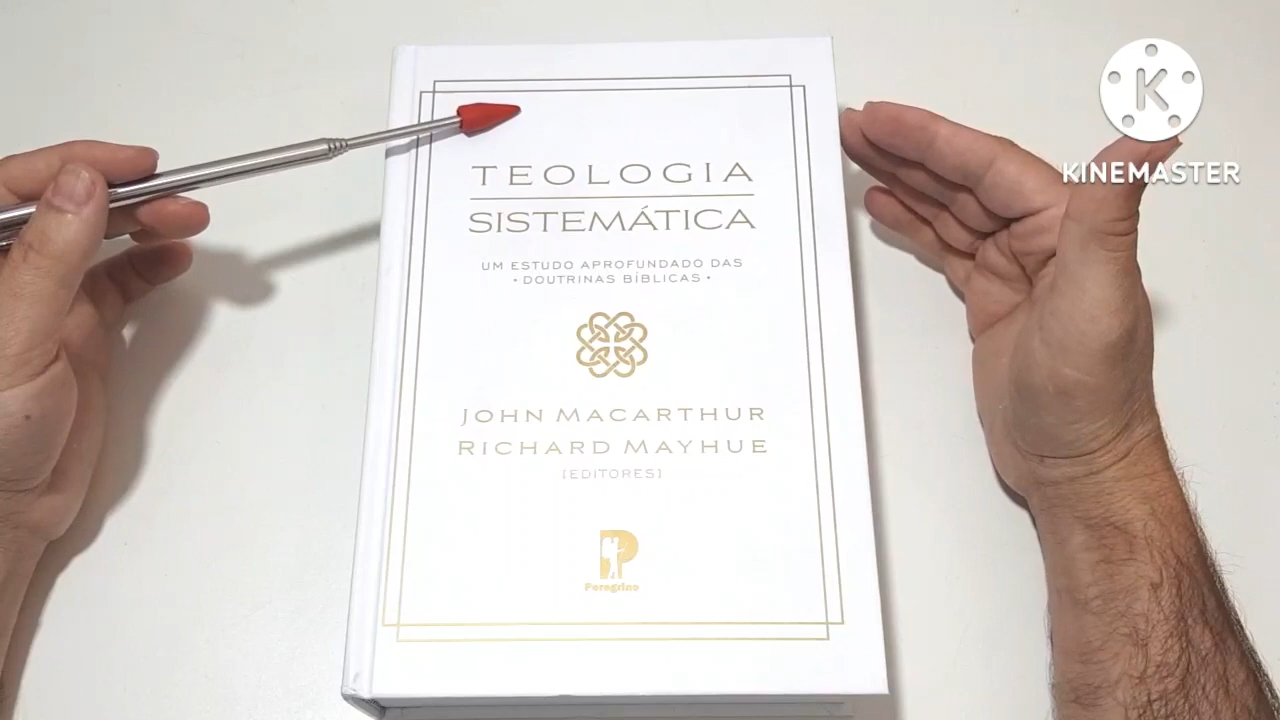 TEOLOGIA
SISTEMÁTICA
UM ESTUDO APROFUNDADO DAS
• DOUTRINAS BÍBLICAS •
JOHN MACARTHUR
RICHARD MAYHUE
[EDITORES]
P
Peregrino
K
KINEMASTER